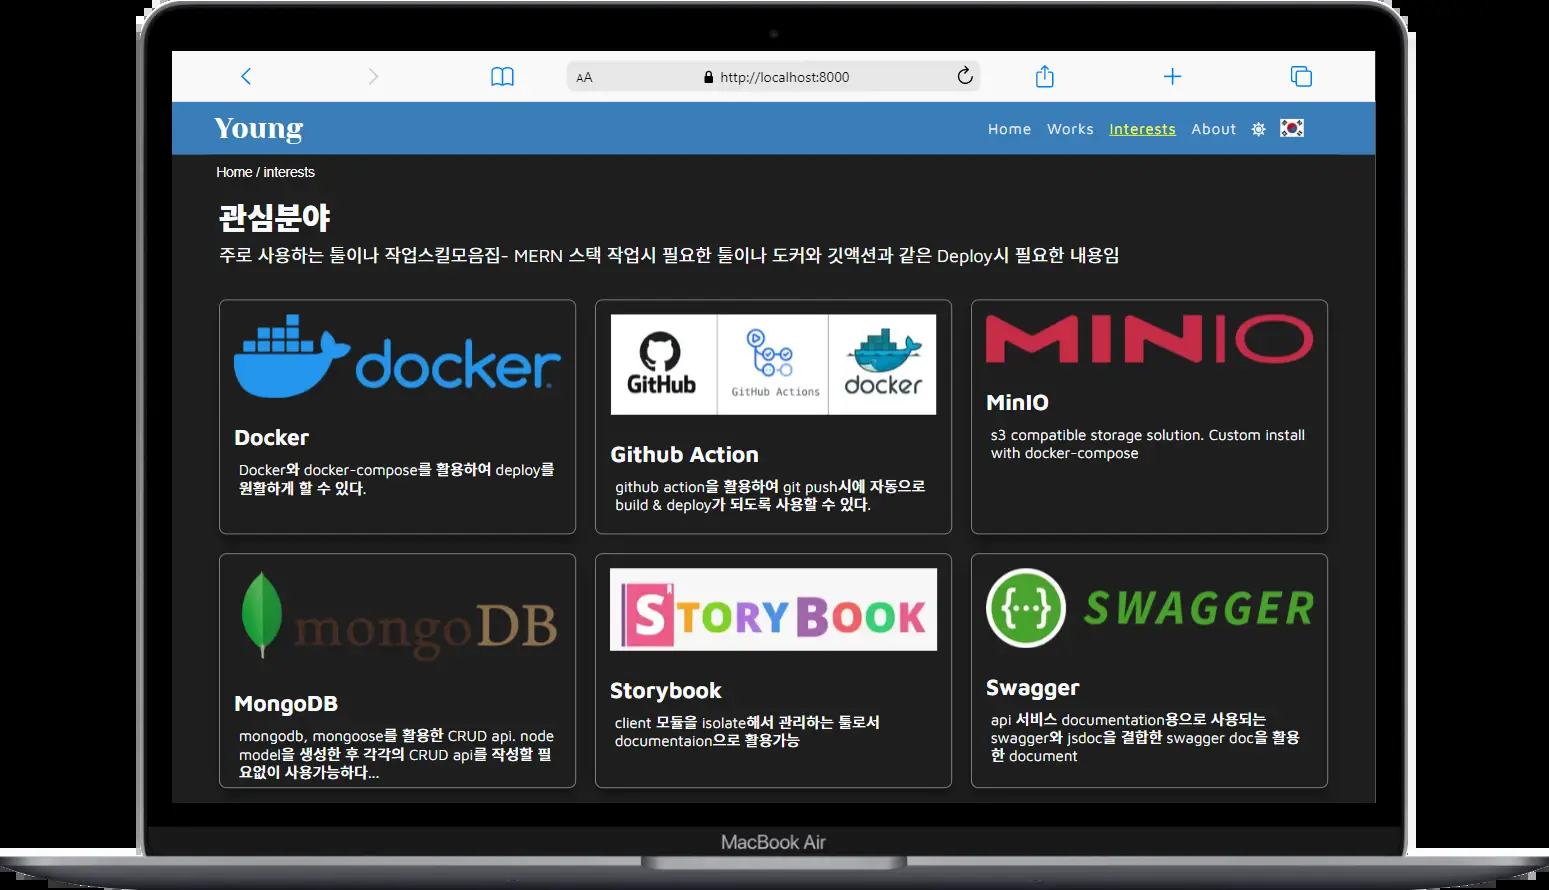 AA http://localhost:8000
Young
Home Works Interests About
Home / interests
관심분야
주로 사용하는 툴이나 작업스킬모음집- MERN 스택 작업시 필요한 툴이나 도커와 깃액션과 같은 Deploy시 필요한 내용임
docker
Docker
Docker와 docker-compose를 활용하여 deploy를
원활하게 할 수 있다.
GitHub
GitHub Actions
docker
Github Action
github action을 활용하여 git push시에 자동으로
build & deploy가 되도록 사용할 수 있다.
MINIO
MinIO
s3 compatible storage solution. Custom install
with docker-compose
mongoDB
MongoDB
mongodb, mongoose를 활용한 CRUD api. node
model을 생성한 후 각각의 CRUD api를 작성할 필
요없이 사용가능하다...
STORYBOOK
Storybook
client 모듈을 isolate해서 관리하는 툴로서
documentaion으로 활용가능
{...} SWAGGER
Swagger
api 서비스 documentation용으로 사용되는
swagger와 jsdoc을 결합한 swagger doc을 활용
한 document
MacBook Air